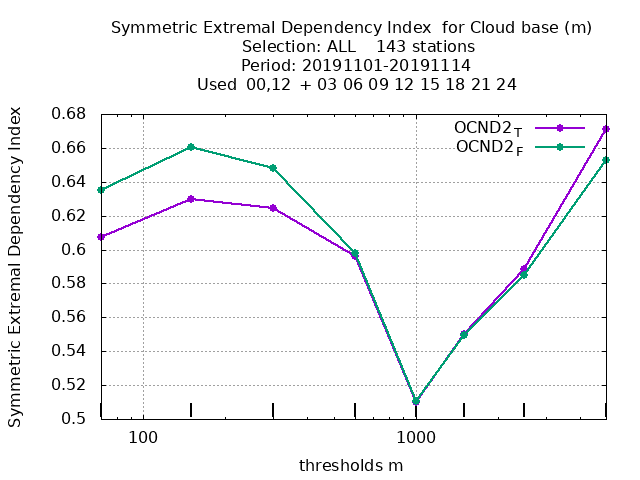 Symmetric Extremal Dependency Index for Cloud base (m)
Selection: ALL 143 stations
Period: 20191101-20191114
Used 00,12 + 03 06 09 12 15 18 21 24
Symmetric Extremal Dependency Index
0.68
0.66
0.64
0.62
0.6
0.58
0.56
0.54
0.52
0.5
OCND2T
OCND2F
100 1000
thresholds m